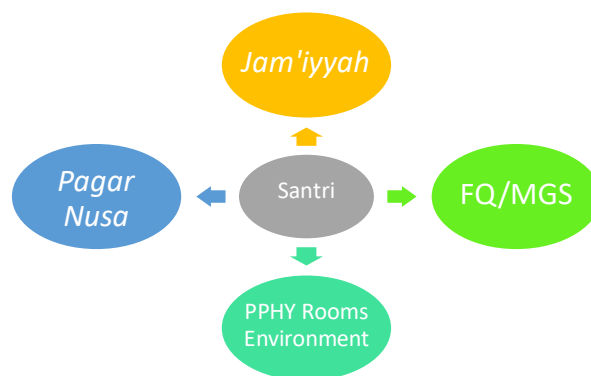 Jam'iyyah
Pagar
Nusa
Santri
FQ/MGS
PPHY Rooms
Environment